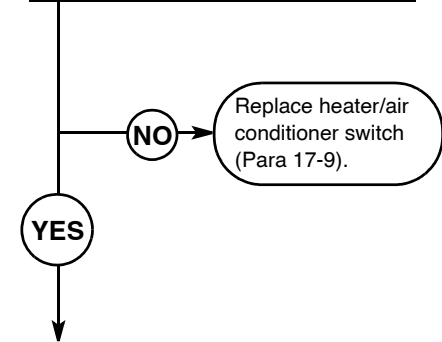 NO
Replace heater/air
conditioner switch
(Para 17-9).
YES